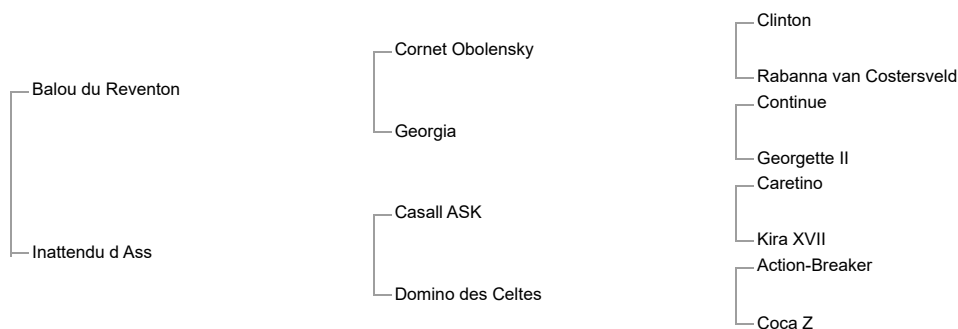 Clinton
Cornet Obolensky
Rabanna van Costersveld
Balou du Reventon
Continue
Georgia
Georgette II
Caretino
Casall ASK
Kira XVII
Inattendu d Ass
Action-Breaker
Domino des Celtes
Coca Z